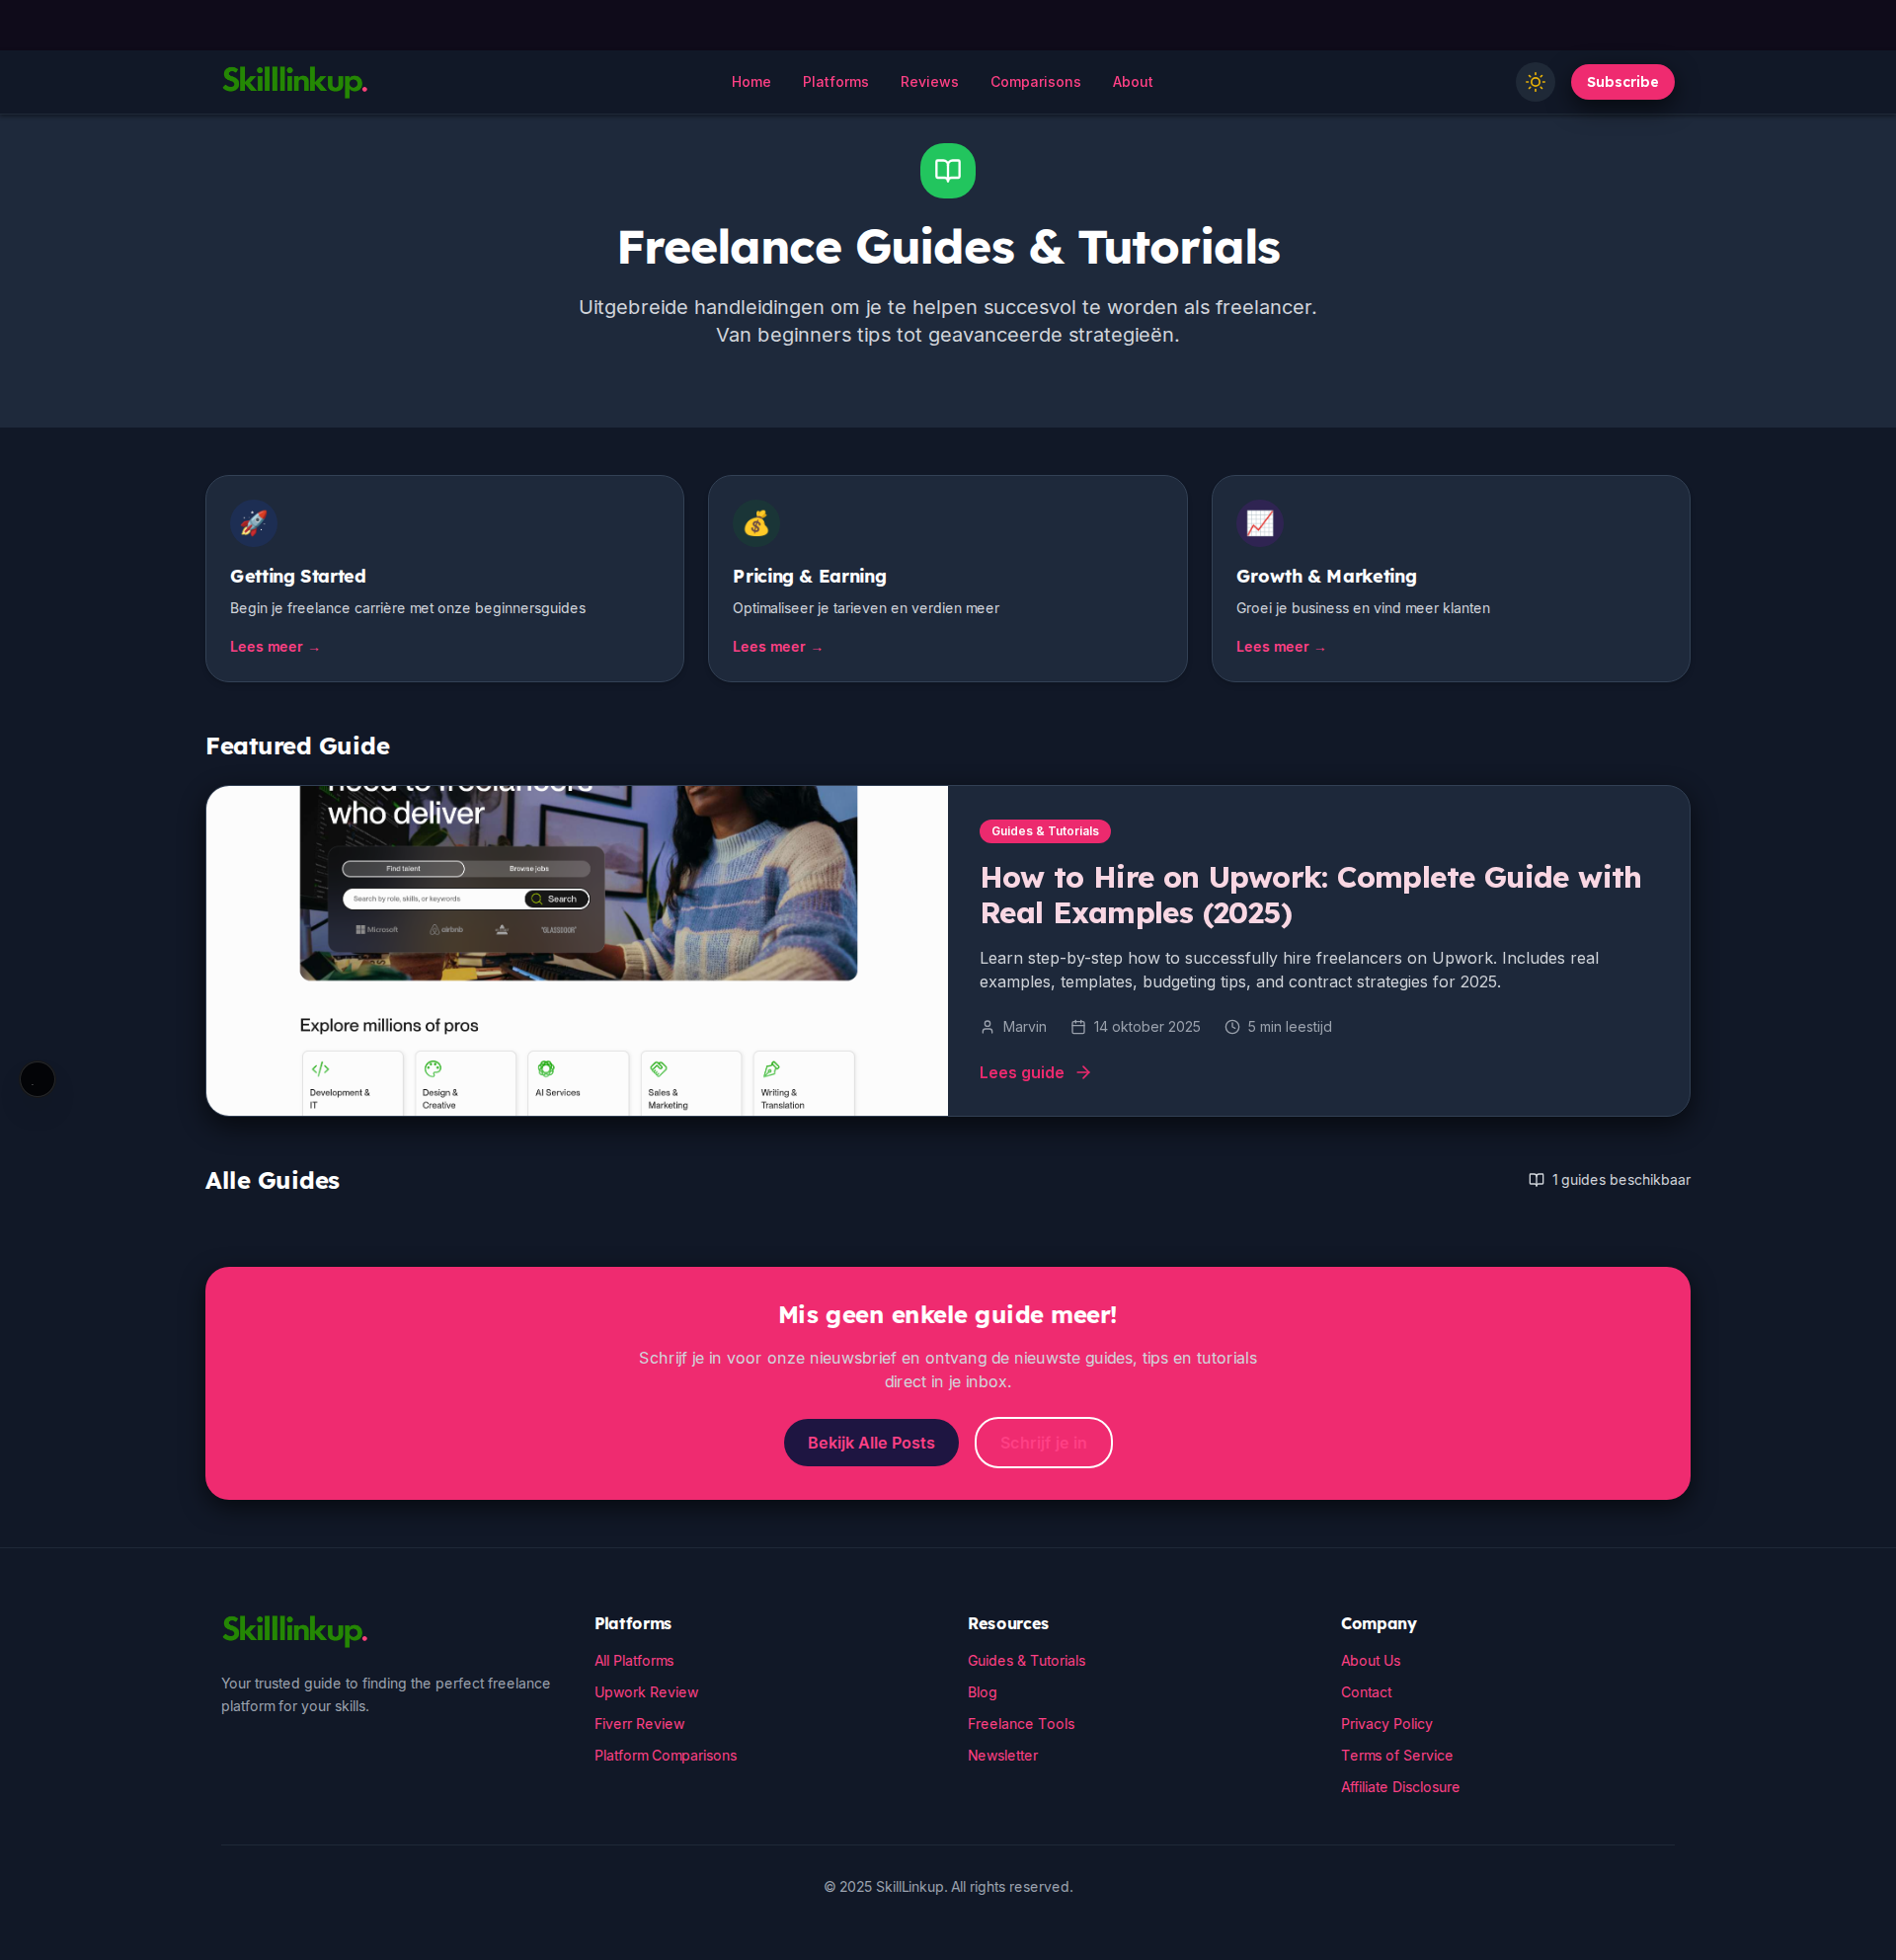 Skilllinkup.
Home Platforms Reviews Comparisons About
Subscribe
Freelance Guides & Tutorials
Uitgebreide handleidingen om je te helpen succesvol te worden als freelancer.
Van beginners tips tot geavanceerde strategieën.
Getting Started
Begin je freelance carrière met onze beginnersguides
Lees meer →
Pricing & Earning
Optimaliseer je tarieven en verdien meer
Lees meer →
Growth & Marketing
Groei je business en vind meer klanten
Lees meer →
Featured Guide
need to freelancers
who deliver
Find talent
Browse jobs
Search by role, skills, or keywords
Search
Microsoft
airbnb
GLASSDOOR
Explore millions of pros
Development &
IT
Design &
Creative
AI Services
Sales &
Marketing
Writing &
Translation
Guides & Tutorials
How to Hire on Upwork: Complete Guide with
Real Examples (2025)
Learn step-by-step how to successfully hire freelancers on Upwork. Includes real
examples, templates, budgeting tips, and contract strategies for 2025.
Marvin 14 oktober 2025 5 min leestijd
Lees guide →
Alle Guides
1 guides beschikbaar
Mis geen enkele guide meer!
Schrijf je in voor onze nieuwsbrief en ontvang de nieuwste guides, tips en tutorials
direct in je inbox.
Bekijk Alle Posts
Schrijf je in
Skilllinkup.
Your trusted guide to finding the perfect freelance
platform for your skills.
Platforms
All Platforms
Upwork Review
Fiverr Review
Platform Comparisons
Resources
Guides & Tutorials
Blog
Freelance Tools
Newsletter
Company
About Us
Contact
Privacy Policy
Terms of Service
Affiliate Disclosure
© 2025 SkillLinkup. All rights reserved.